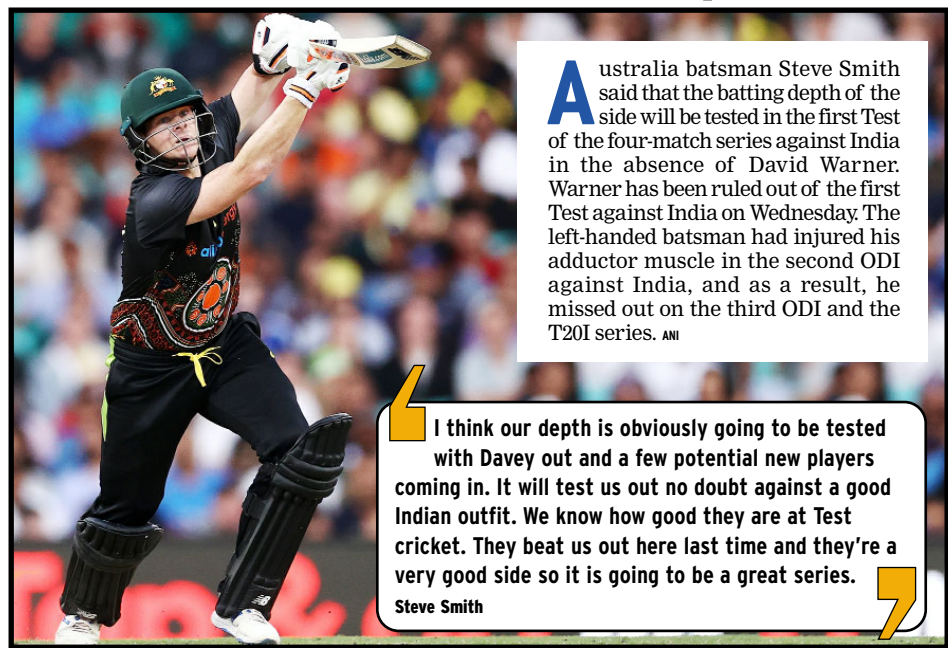 Australia batsman Steve Smith
said that the batting depth of the
side will be tested in the first Test
of the four-match series against India
in the absence of David Warner.
Warner has been ruled out of the first
Test against India on Wednesday. The
left-handed batsman had injured his
adductor muscle in the second ODI
against India, and as a result, he
missed out on the third ODI and the
T20I series. ANI
‘I think our depth is obviously going to be tested
with Davey out and a few potential new players
coming in. It will test us out no doubt against a good
Indian outfit. We know how good they are at Test
cricket. They beat us out here last time and they’re a
very good side so it is going to be a great series.’
Steve Smith